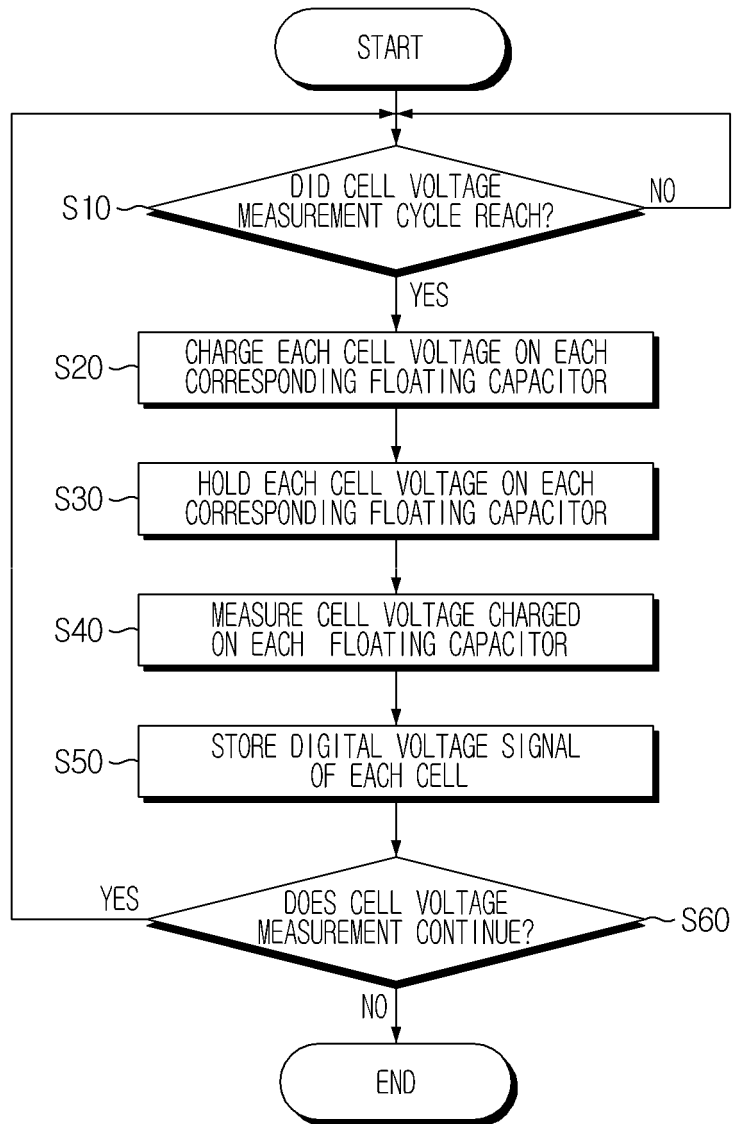 START
DID CELL VOLTAGE
MEASUREMENT CYCLE REACH?
S10
NO
YES
S20
CHARGE EACH CELL VOLTAGE ON EACH
CORRESPONDING FLOATING CAPACITOR
S30
HOLD EACH CELL VOLTAGE ON EACH
CORRESPONDING FLOATING CAPACITOR
S40
MEASURE CELL VOLTAGE CHARGED
ON EACH FLOATING CAPACITOR
S50
STORE DIGITAL VOLTAGE SIGNAL
OF EACH CELL
YES
DOES CELL VOLTAGE
MEASUREMENT CONTINUE?
S60
NO
END